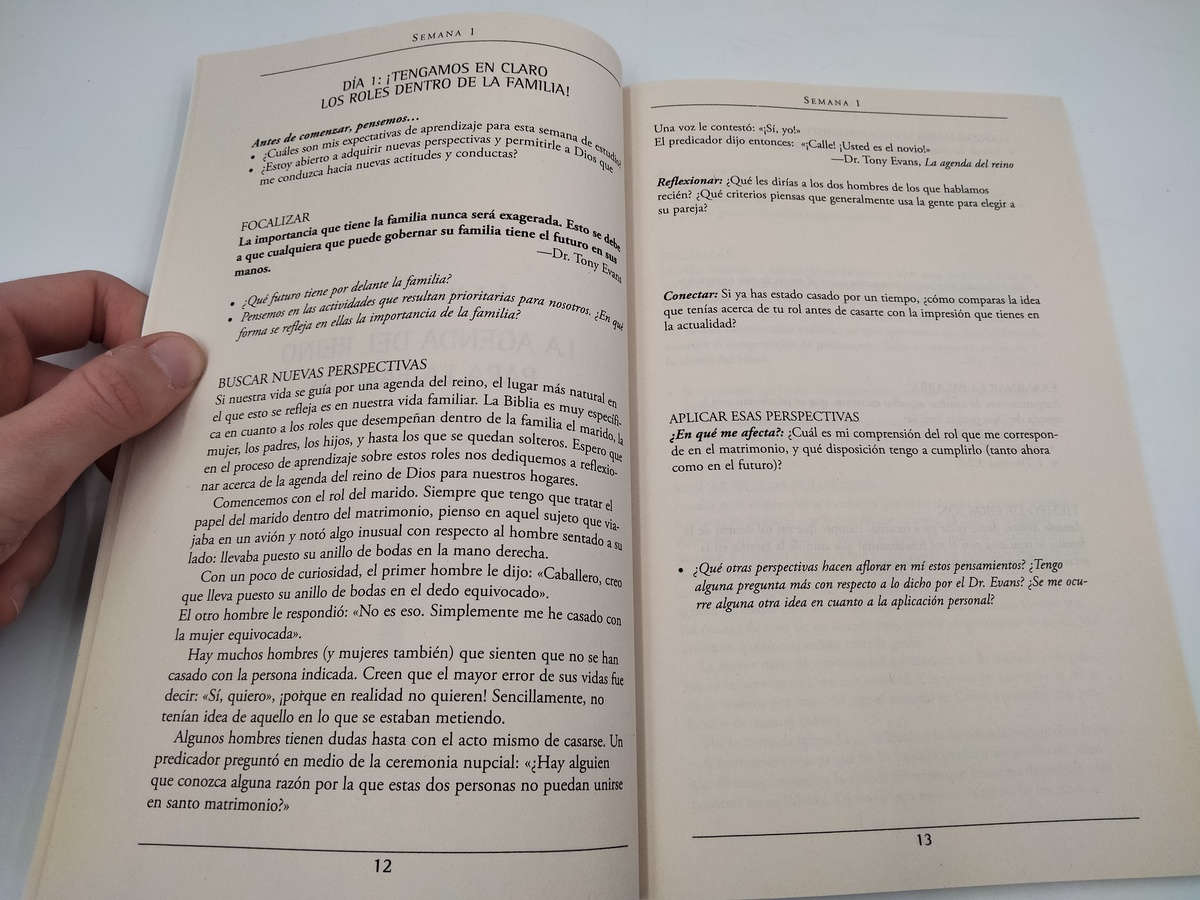 SEMANA 1
DÍA 1: ¡TENGAMOS EN CLARO
LOS ROLES DENTRO DE LA FAMILIA!
Antes de comenzar, pensemos...
• ¿Cuáles son mis expectativas de aprendizaje para esta semana de estudio?
• ¿Estoy abierto a adquirir nuevas perspectivas y permitirle a Dios que
me conduzca hacia nuevas actitudes y conductas?
FOCALIZAR
La importancia que tiene la familia nunca será exagerada. Esto se debe
a que cualquiera que puede gobernar su familia tiene el futuro en sus
manos.
—Dr. Tony Evans
• ¿Qué futuro tiene por delante la familia?
• Pensemos en las actividades que resultan prioritarias para nosotros. ¿En qué
forma se refleja en ellas la importancia de la familia?
BUSCAR NUEVAS PERSPECTIVAS
Si nuestra vida se guía por una agenda del reino, el lugar más natural en
el que esto se refleja es en nuestra vida familiar. La Biblia es muy específi-
ca en cuanto a los roles que desempeñan dentro de la familia el marido, la
mujer, los padres, los hijos, y hasta los que se quedan solteros. Espero que
en el proceso de aprendizaje sobre estos roles nos dediquemos a reflexio-
nar acerca de la agenda del reino de Dios para nuestros hogares.
Comencemos con el rol del marido. Siempre que tengo que tratar el
papel del marido dentro del matrimonio, pienso en aquel sujeto que via-
jaba en un avión y notó algo inusual con respecto al hombre sentado a su
lado: llevaba puesto su anillo de bodas en la mano derecha.
Con un poco de curiosidad, el primer hombre le dijo: «Caballero, creo
que lleva puesto su anillo de bodas en el dedo equivocado».
El otro hombre le respondió: «No es eso. Simplemente me he casado con
la mujer equivocada».
Hay muchos hombres (y mujeres también) que sienten que no se han
casado con la persona indicada. Creen que el mayor error de sus vidas fue
decir: «Sí, quiero», ¡porque en realidad no quieren! Sencillamente, no
tenían idea de aquello en lo que se estaban metiendo.
Algunos hombres tienen dudas hasta con el acto mismo de casarse. Un
predicador preguntó en medio de la ceremonia nupcial: «¿Hay alguien
que conozca alguna razón por la que estas dos personas no puedan unirse
en santo matrimonio?»
12
SEMANA 1
Una voz le contestó: «¡Sí, yo!»
El predicador dijo entonces: «¡Calle! ¡Usted es el novio!»
—Dr. Tony Evans, La agenda del reino
Reflexionar: ¿Qué les dirías a los dos hombres de los que hablamos
recién? ¿Qué criterios piensas que generalmente usa la gente para elegir a
su pareja?
Conectar: Si ya has estado casado por un tiempo, ¿cómo comparas la idea
que tenías acerca de tu rol antes de casarte con la impresión que tienes en
la actualidad?
APLICAR ESAS PERSPECTIVAS
¿En qué me afecta?: ¿Cuál es mi comprensión del rol que me correspon-
de en el matrimonio, y qué disposición tengo a cumplirlo (tanto ahora
como en el futuro)?
• ¿Qué otras perspectivas hacen aflorar en mí estos pensamientos? ¿Tengo
alguna pregunta más con respecto a lo dicho por el Dr. Evans? ¿Se me ocu-
rre alguna otra idea en cuanto a la aplicación personal?
13